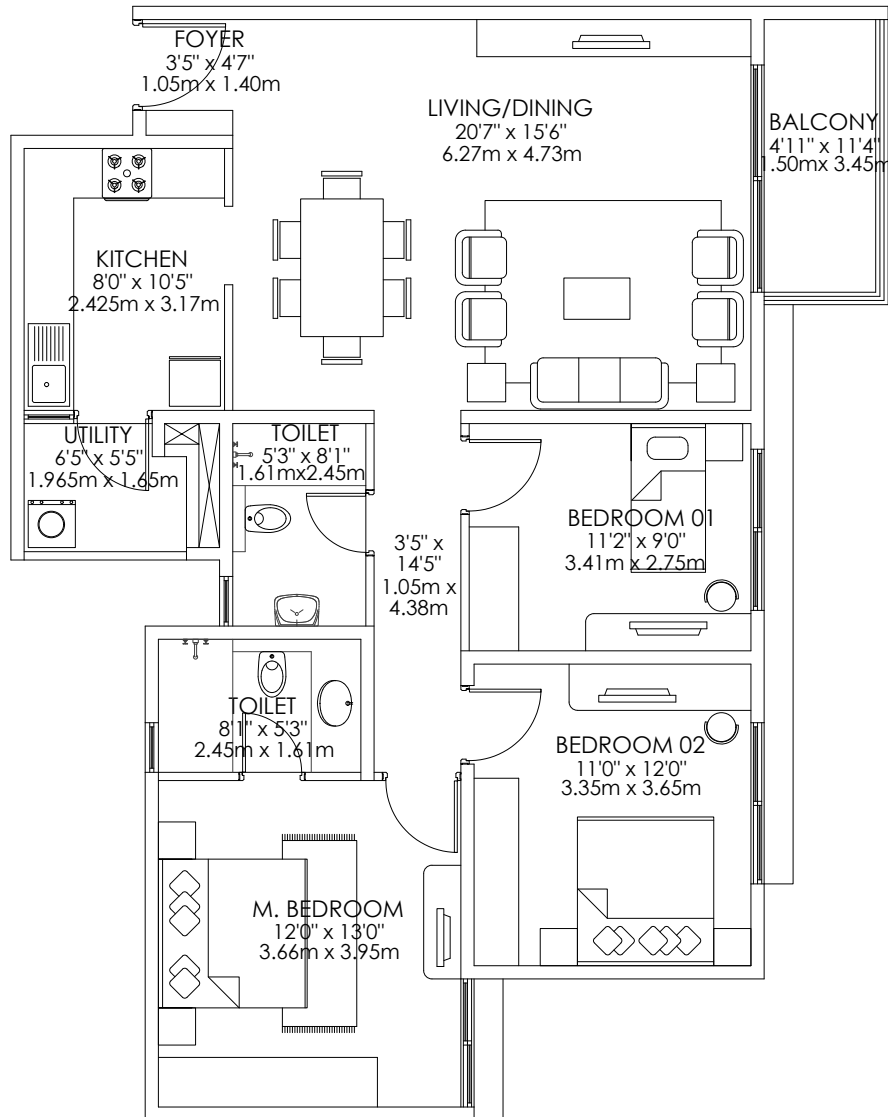 FOYER
3'5" x 4'7"
1.05m x 1.40m
LIVING/DINING
20'7" x 15'6"
6.27m x 4.73m
BALCONY
4'11" x 11'4"
1.50mx 3.45m
KITCHEN
8'0" x 10'5"
2.425m x 3.17m
UTILITY
6'5" x 5'5"
1.965m x 1.65m
TOILET
5'3" x 8'1"
1.61mx2.45m
3'5" x
14'5"
1.05m x
4.38m
BEDROOM 01
11'2" x 9'0"
3.41m x 2.75m
TOILET
8'1" x 5'3"
2.45m x 1.61m
BEDROOM 02
11'0" x 12'0"
3.35m x 3.65m
M. BEDROOM
12'0" x 13'0"
3.66m x 3.95m